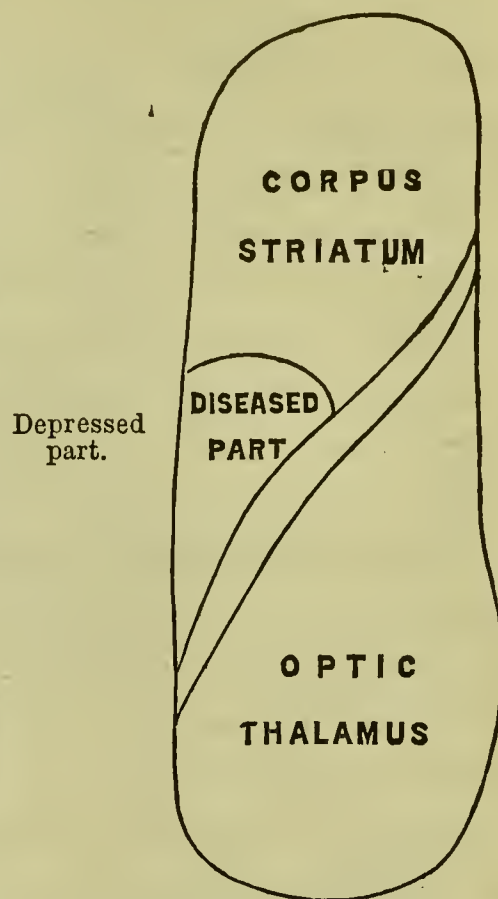 CORPUS
STRIATUM
DISEASED
PART
Depressed
part.
OPTIC
THALAMUS